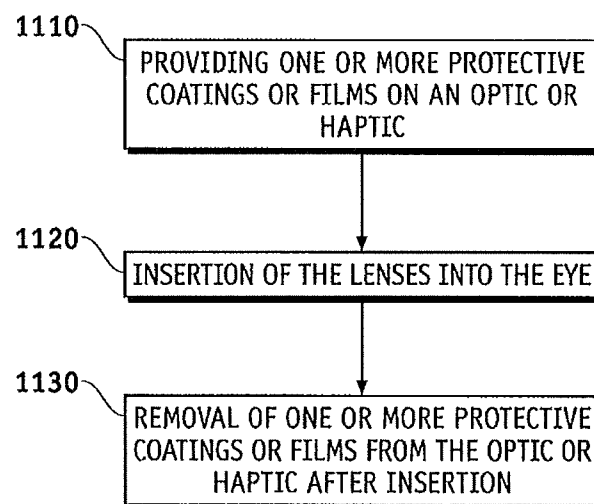 1110
PROVIDING ONE OR MORE PROTECTIVE
COATINGS OR FILMS ON AN OPTIC OR
HAPTIC
1120
INSERTION OF THE LENSES INTO THE EYE
1130
REMOVAL OF ONE OR MORE PROTECTIVE
COATINGS OR FILMS FROM THE OPTIC OR
HAPTIC AFTER INSERTION